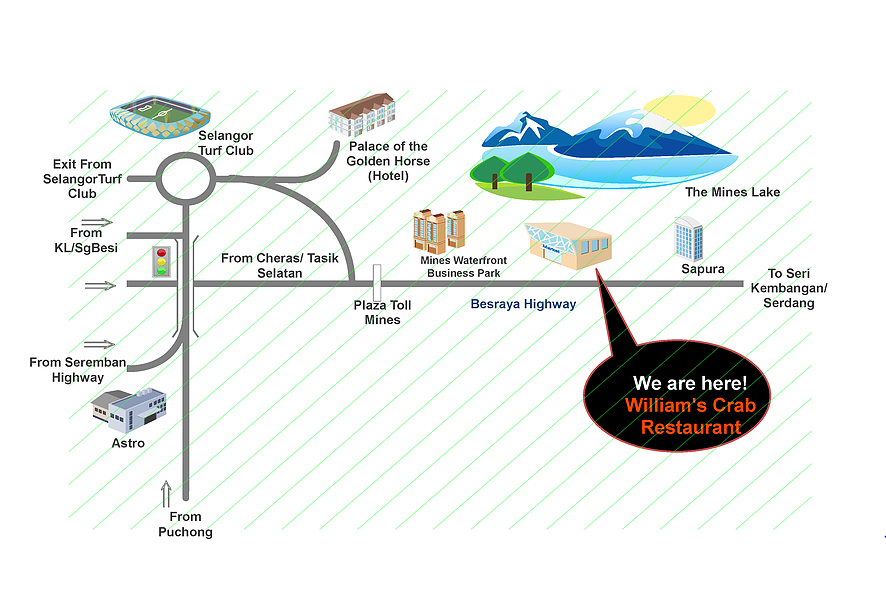 Selangor
Turf Club
Palace of the
Golden Horse
(Hotel)
Exit From
SelangorTurf
Club
The Mines Lake
From
KL/SgBesi
From Cheras/ Tasik
Selatan
Mines Waterfront
Business Park
Sapura
To Seri
Kembangan/
Serdang
Plaza Toll
Mines
Besraya Highway
From Seremban
Highway
We are here!
William's Crab
Restaurant
Astro
From
Puchong